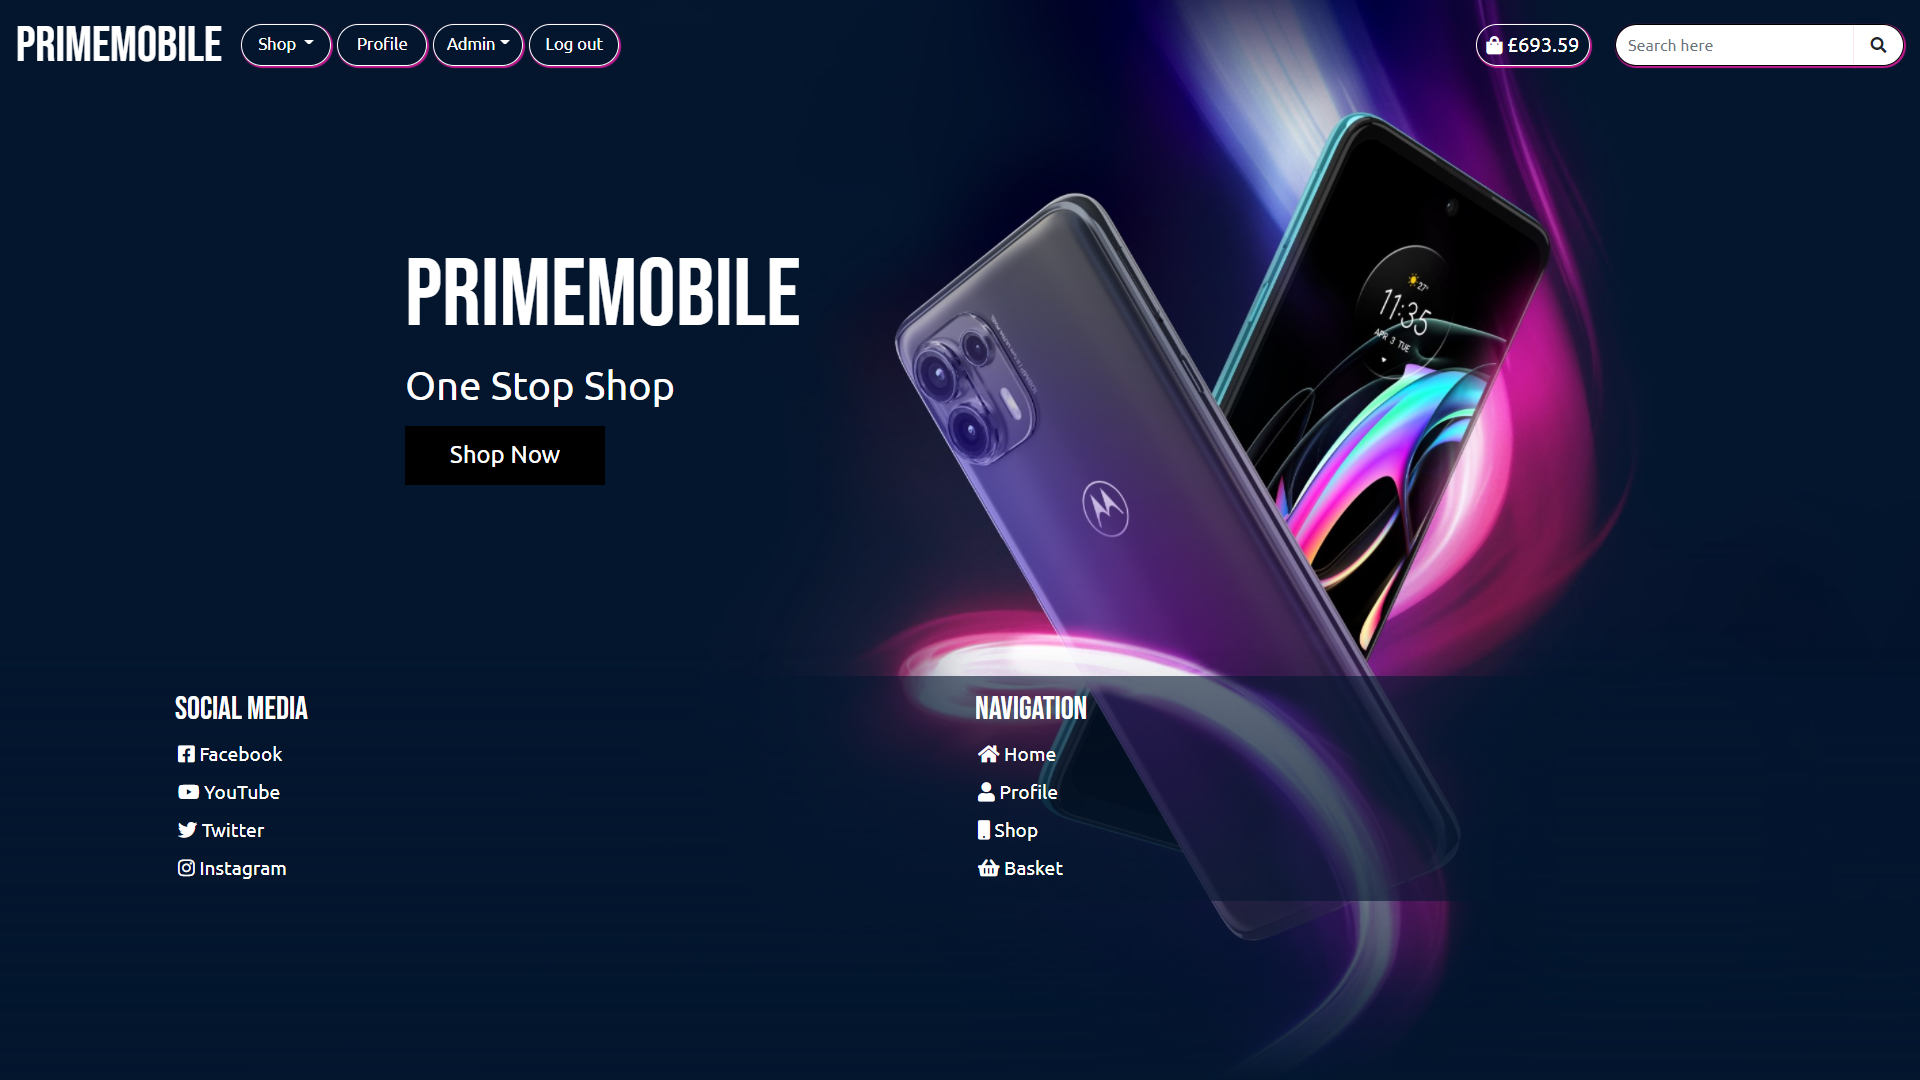 PRIMEMOBILE Shop Profile Admin Log out £693.59 Search here
27°
11:35
APR 3 TUE
PRIMEMOBILE
One Stop Shop
Shop Now
SOCIAL MEDIA NAVIGATION
Facebook Home
YouTube Profile
Twitter Shop
Instagram Basket